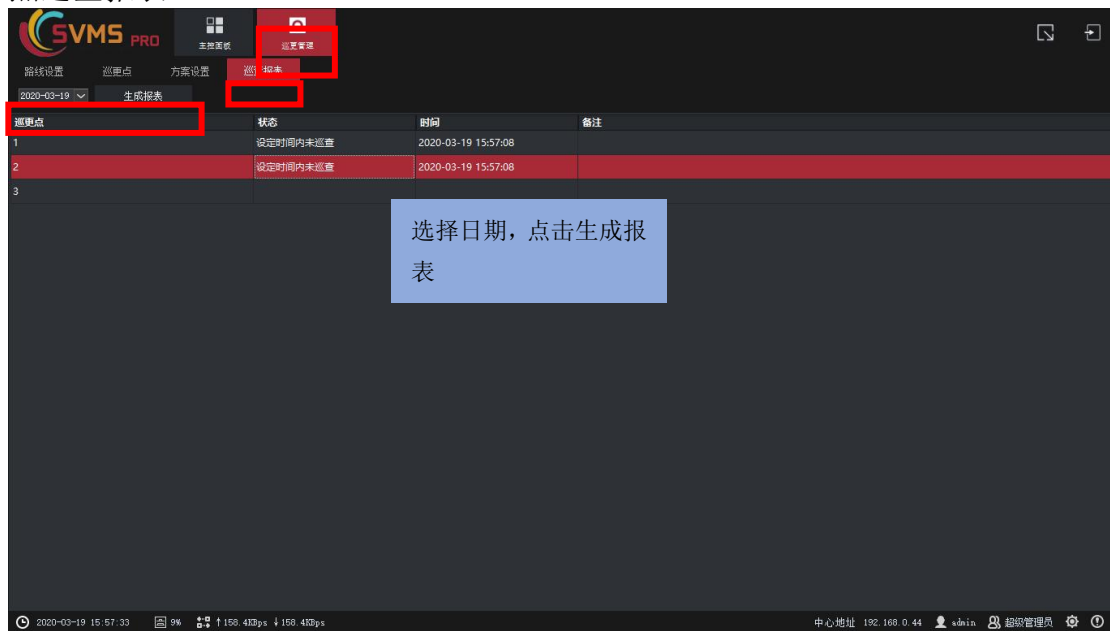 SVMS PRO
主控面板
巡更管理
路线设置 巡更点 方案设置 巡更报表
2020-03-19 生成报表
巡更点 状态 时间 备注
1 设定时间内未巡查 2020-03-19 15:57:08
2 设定时间内未巡查 2020-03-19 15:57:08
3
选择日期，点击生成报
表
2020-03-19 15:57:33 9% ↑158.4KBps ↓158.4KBps 中心地址 192.168.0.44 admin 超级管理员